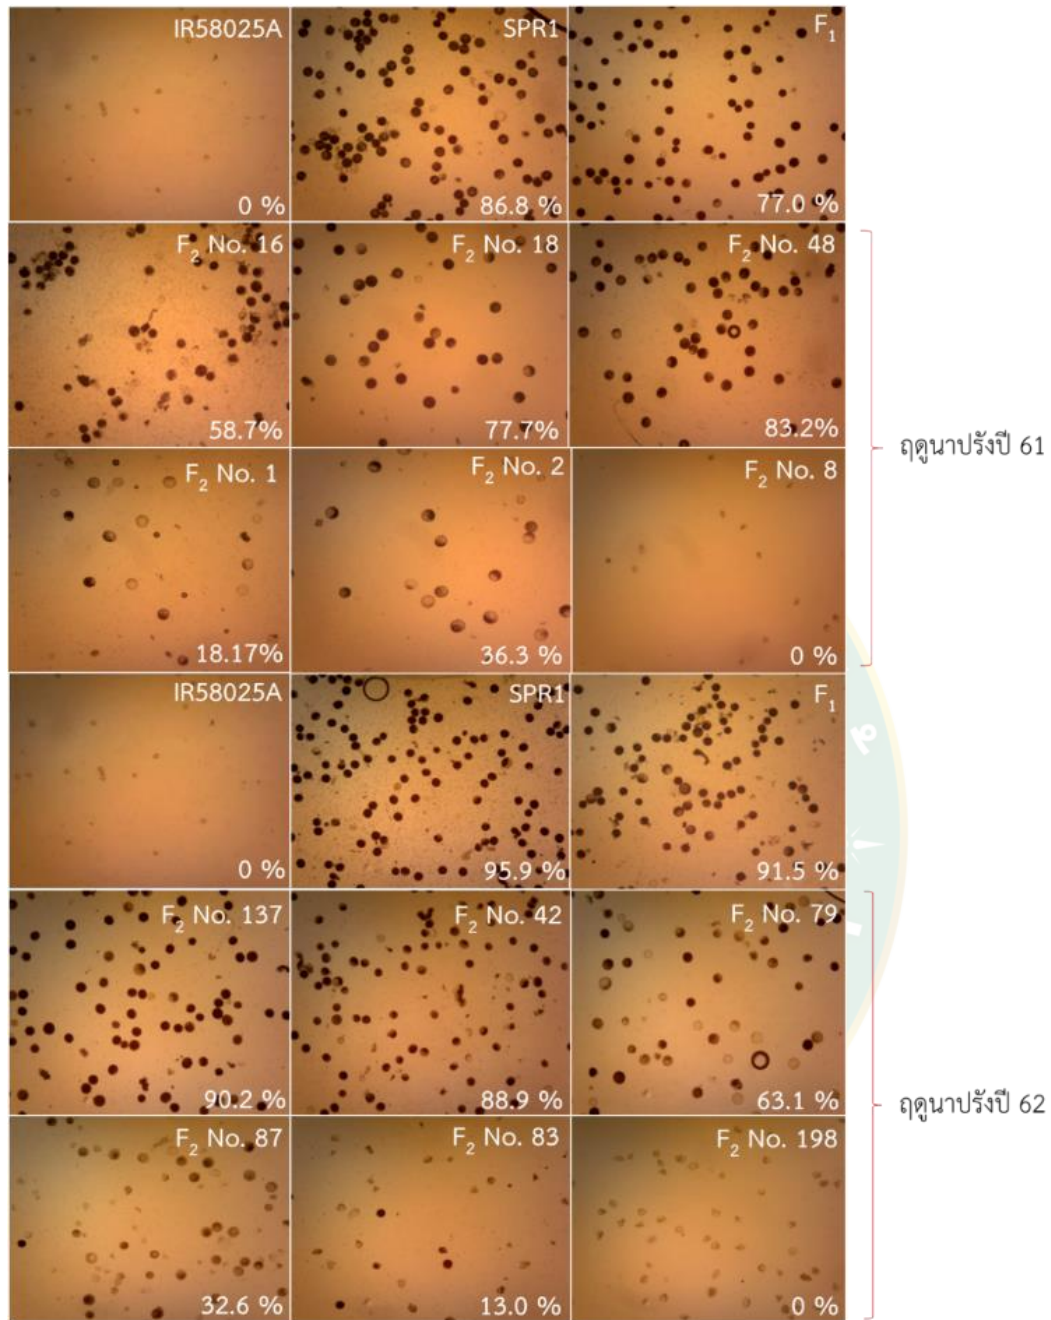 IR58025A
SPR1
F₁
0 %
86.8 %
77.0 %
F₂ No. 16
F₂ No. 18
F₂ No. 48
58.7%
77.7%
83.2%
F₂ No. 1
F₂ No. 2
F₂ No. 8
18.17%
36.3 %
0 %
ฤดูนาปรังปี 61
IR58025A
SPR1
F₁
0 %
95.9 %
91.5 %
F₂ No. 137
F₂ No. 42
F₂ No. 79
90.2 %
88.9 %
63.1 %
F₂ No. 87
F₂ No. 83
F₂ No. 198
32.6 %
13.0 %
0 %
ฤดูนาปรังปี 62